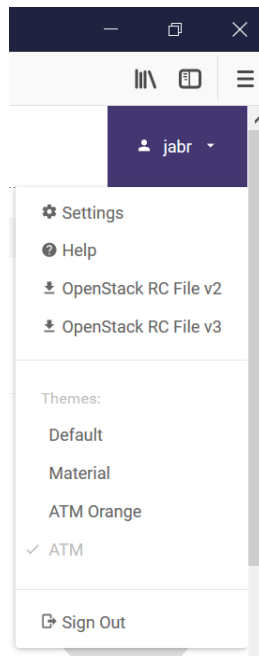 jabr
Settings
Help
OpenStack RC File v2
OpenStack RC File v3
Themes:
Default
Material
ATM Orange
ATM
Sign Out